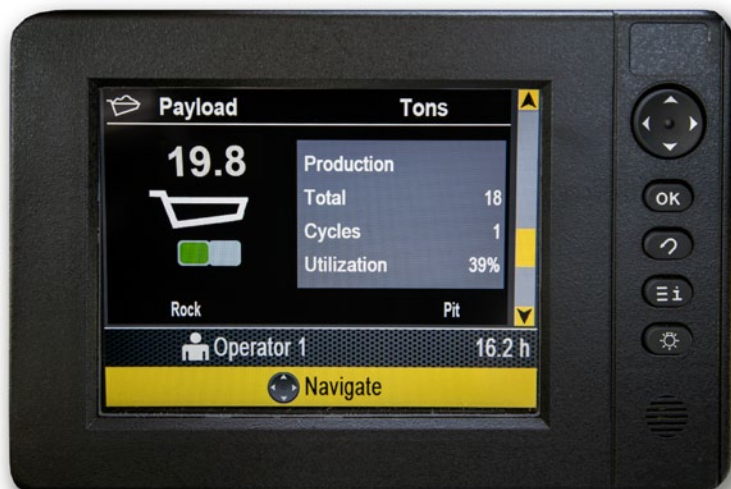 Payload Tons
19.8
Production
Total 18
Cycles 1
Utilization 39%
Rock Pit
Operator 1 16.2 h
Navigate
OK
i